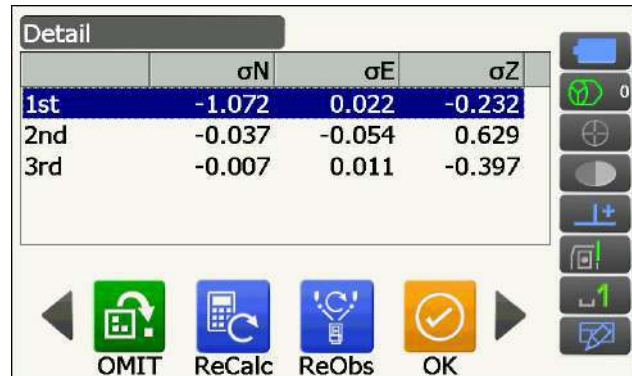 Detail
σN σE σZ
1st -1.072 0.022 -0.232
2nd -0.037 -0.054 0.629
3rd -0.007 0.011 -0.397
0
1
OMIT ReCalc ReObs OK